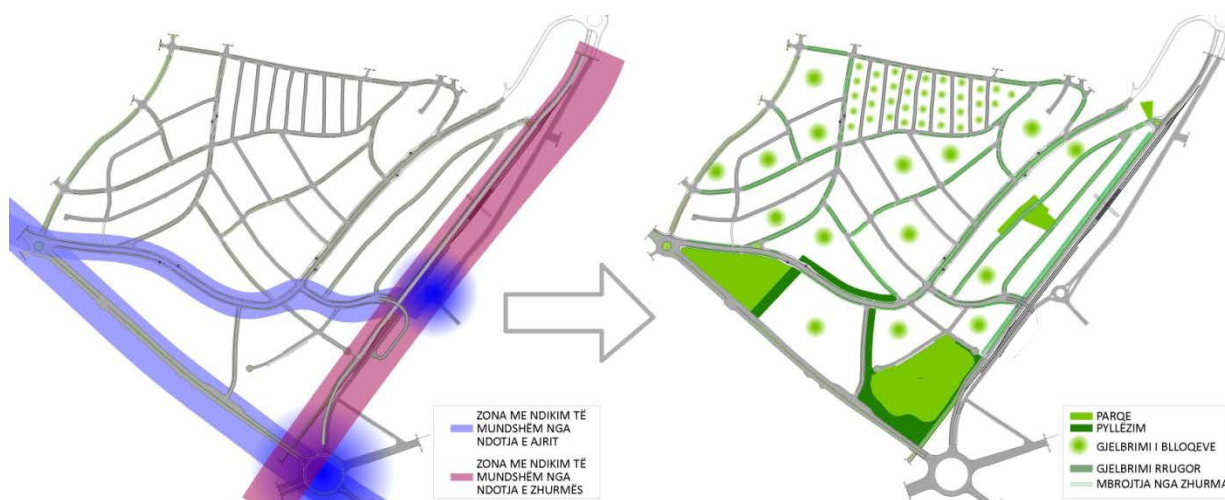 ZONA ME NDIKIM TË
MUNDSHËM NGA
NDOTJA E AJRIT
ZONA ME NDIKIM TË
MUNDSHËM NGA
NDOTJA E ZHURMËS
PARQE
PYLLËZIM
GJELBRIMI I BLLOQEVE
GJELBRIMI RRUGOR
MBROJTJA NGA ZHURMA